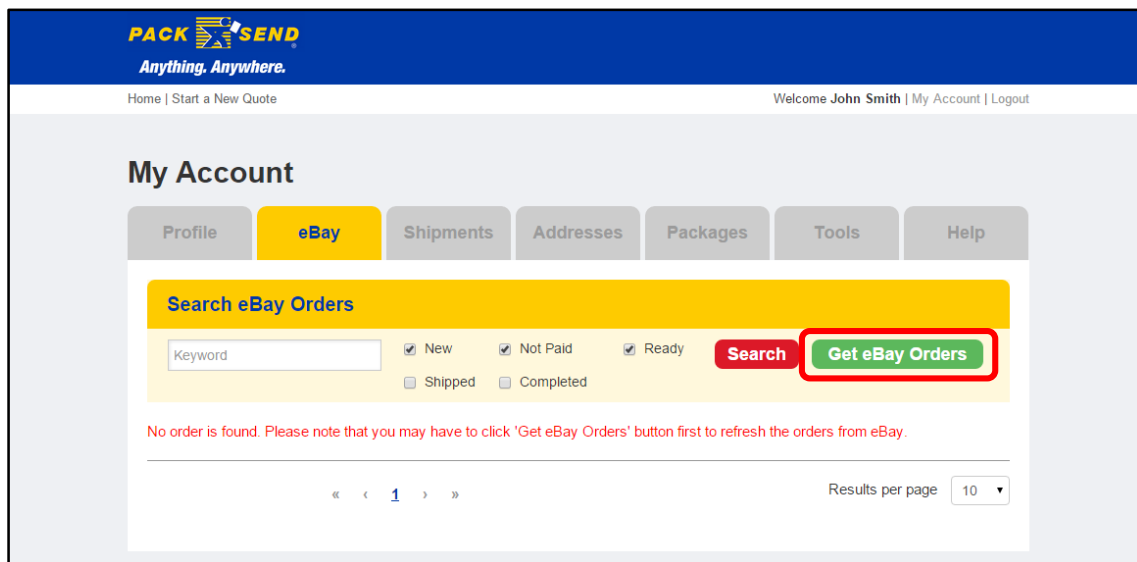 PACK SEND
Anything. Anywhere.
Home | Start a New Quote
Welcome John Smith | My Account | Logout
My Account
Profile
eBay
Shipments
Addresses
Packages
Tools
Help
Search eBay Orders
Keyword
New
Not Paid
Ready
Search
Get eBay Orders
Shipped
Completed
No order is found. Please note that you may have to click 'Get eBay Orders' button first to refresh the orders from eBay.
« ‹ 1 › »
Results per page 10